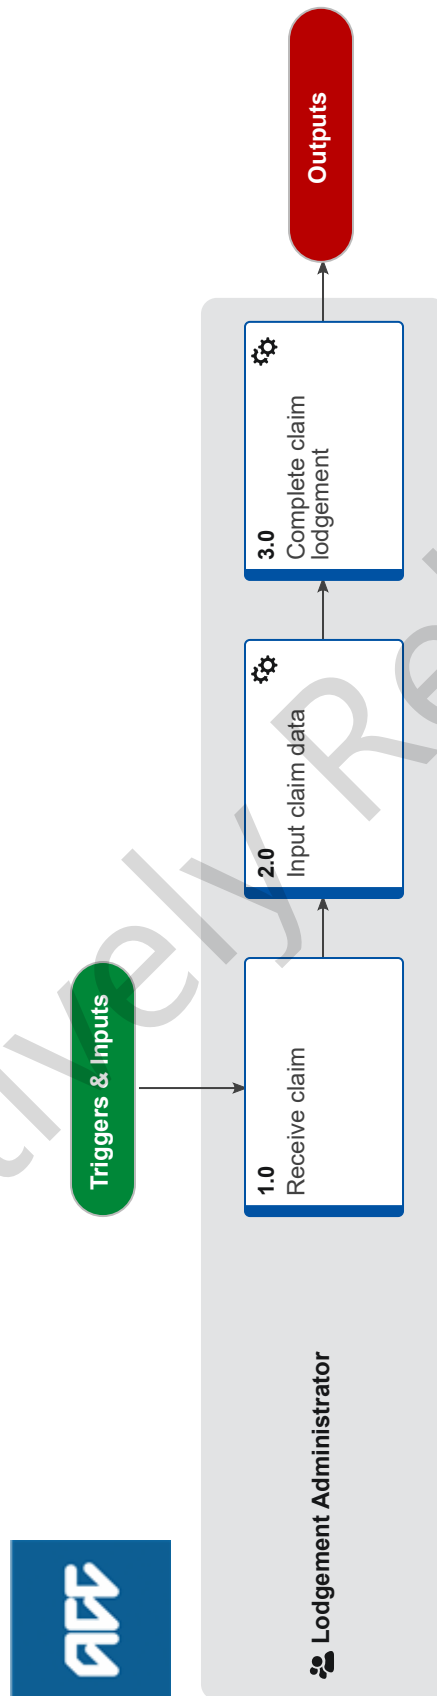 ACC
Triggers & Inputs
Outputs
Lodgement Administrator
1.0
Receive claim
2.0
Input claim data
3.0
Complete claim
lodgement